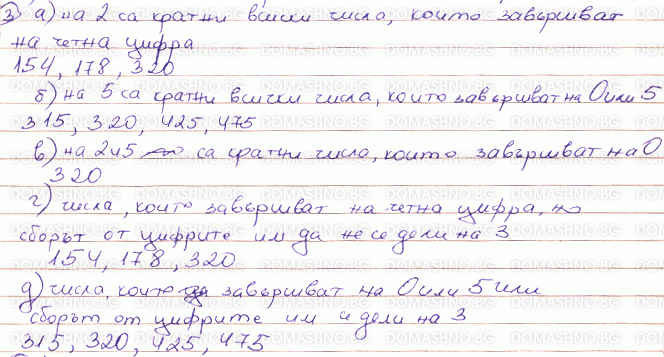 3 а) на 2 са кратни всички числа, които завършват
на четна цифра
154, 178, 320
б) на 5 са кратни всички числа, които завършват на 0 или 5
315, 320, 425, 475
в) на 2 и 5 са кратни числа, които завършват на 0
320
г) числа, които завършват на четна цифра, но
сборът от цифрите им да не се дели на 3
154, 178, 320
д) числа, които завършват на 0 или 5 или
сборът от цифрите им е дели на 3
315, 320, 425, 475